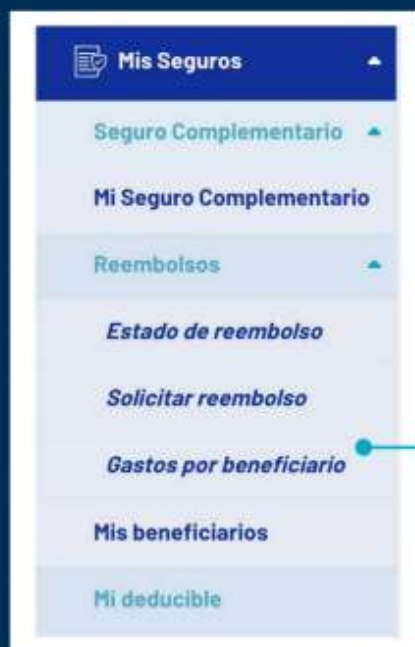 Mis Seguros
Seguro Complementario
Mi Seguro Complementario
Reembolsos
Estado de reembolso
Solicitar reembolso
Gastos por beneficiario
Mis beneficiarios
Mi deducible